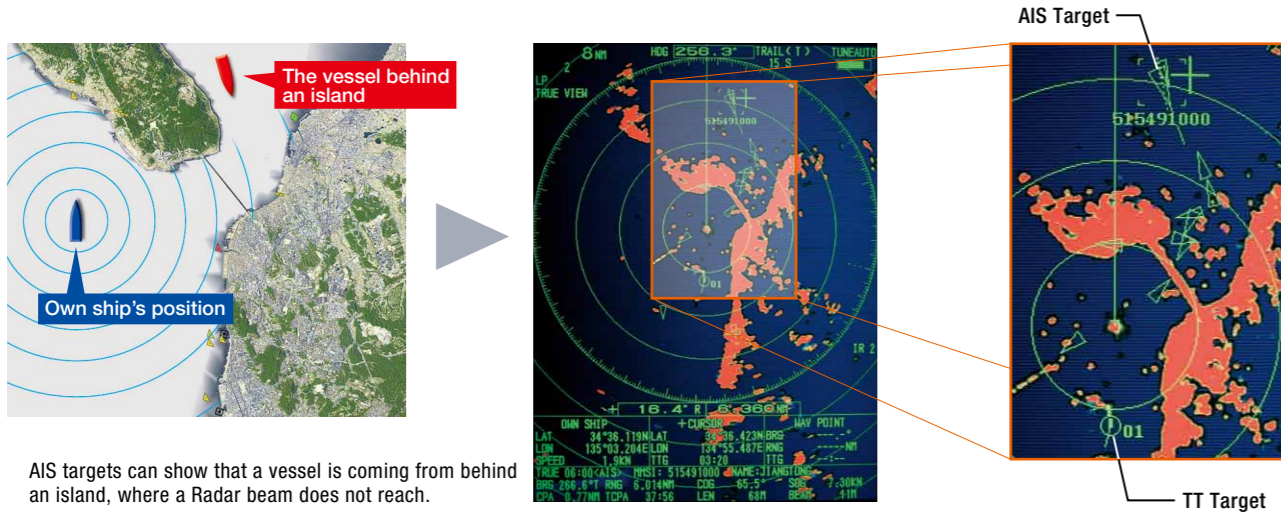 AIS Target
The vessel behind
an island
Own ship's position
AIS targets can show that a vessel is coming from behind
an island, where a Radar beam does not reach.
8NM HDG 256.3° TRAIL(T) TUNEAUTO
2 15 S
LP
TRUE VIEW
515491000
01
IR 2
+ 16.4° R 6.360NM
OWN SHIP +CURSOR WAY POINT
LAT 34°36.119N LAT 34°36.423N BRG ---.-°
LON 135°03.204E LON 134°55.487E RNG NM
SPEED 1.9KN TTG 03:20 TTG --:--
TRUE 06:00<AIS> MMSI: 515491000 NAME:JIANGTONG
BRG 266.6°T RNG 6.014NM COG 65.5° SOG 7.30KN
CPA 0.77NM TCPA 37:56 LEN 68M BEAM 11M
515491000
01
TT Target